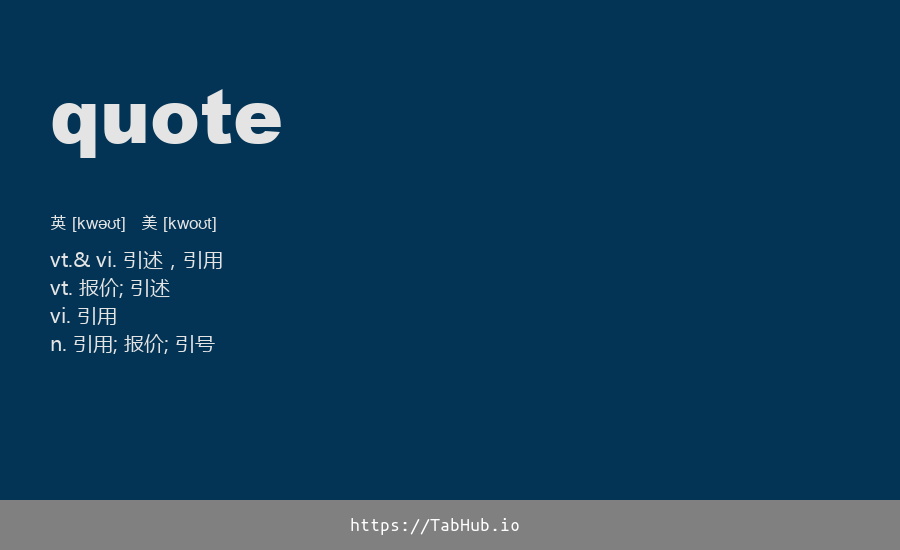 quote
英 [kwəʊt] 美 [kwoʊt]
vt.& vi. 引述，引用
vt. 报价; 引述
vi. 引用
n. 引用; 报价; 引号
https://TabHub.io